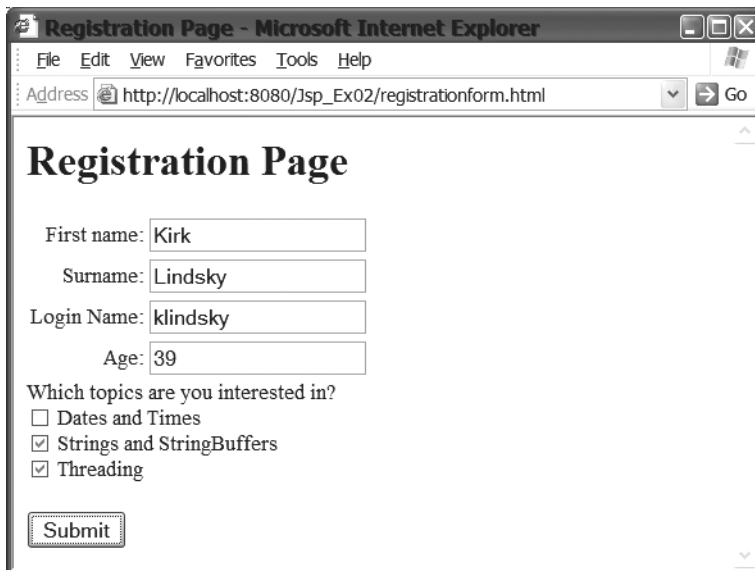 Registration Page - Microsoft Internet Explorer
File Edit View Favorites Tools Help
Address http://localhost:8080/Jsp_Ex02/registrationform.html Go
Registration Page
First name: Kirk
Surname: Lindsky
Login Name: klindsky
Age: 39
Which topics are you interested in?
Dates and Times
Strings and StringBuffers
Threading
Submit